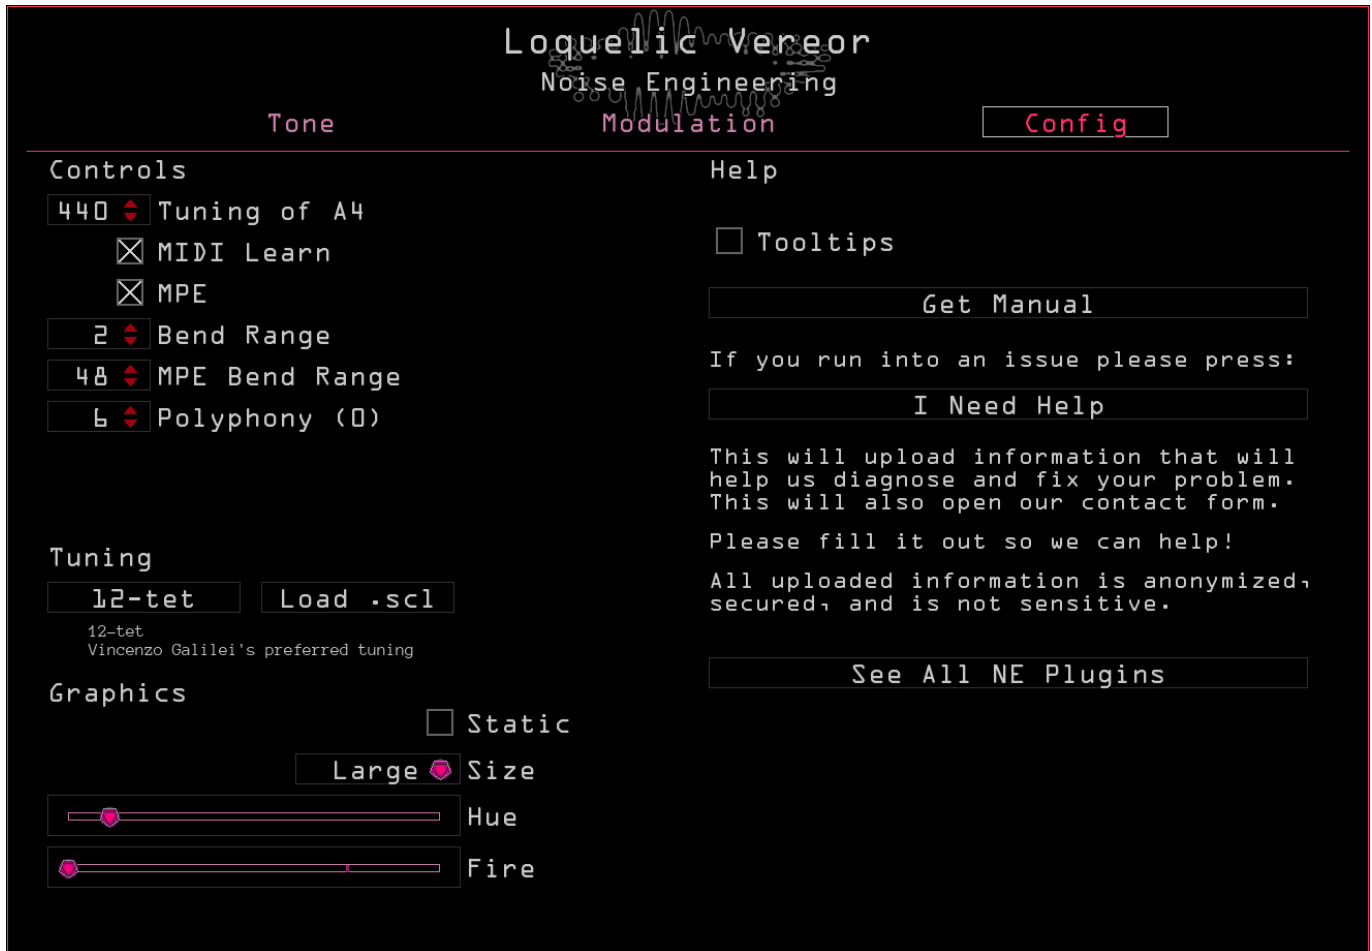 Loquelic Vereor
Noise Engineering
Tone
Modulation
Config
Controls
440 Tuning of A4
MIDI Learn
MPE
2 Bend Range
48 MPE Bend Range
6 Polyphony (0)
Tuning
12-tet
Load .scl
12-tet
Vincenzo Galilei's preferred tuning
Graphics
Static
Large Size
Hue
Fire
Help
Tooltips
Get Manual
If you run into an issue please press:
I Need Help
This will upload information that will
help us diagnose and fix your problem.
This will also open our contact form.
Please fill it out so we can help!
All uploaded information is anonymized,
secured, and is not sensitive.
See All NE Plugins